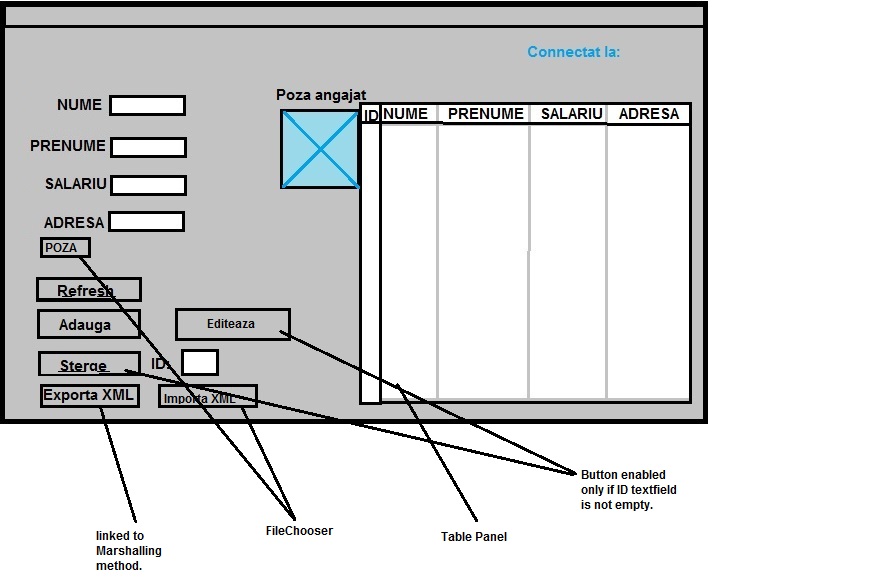 Connectat la:
Poza angajat
NUME
PRENUME
SALARIU
ADRESA
POZA
ID NUME PRENUME SALARIU ADRESA
Refresh
Adauga
Editeaza
Sterge
ID:
Exporta XML
Importa XML
Button enabled
only if ID textfield
is not empty.
FileChooser
Table Panel
linked to
Marshalling
method.